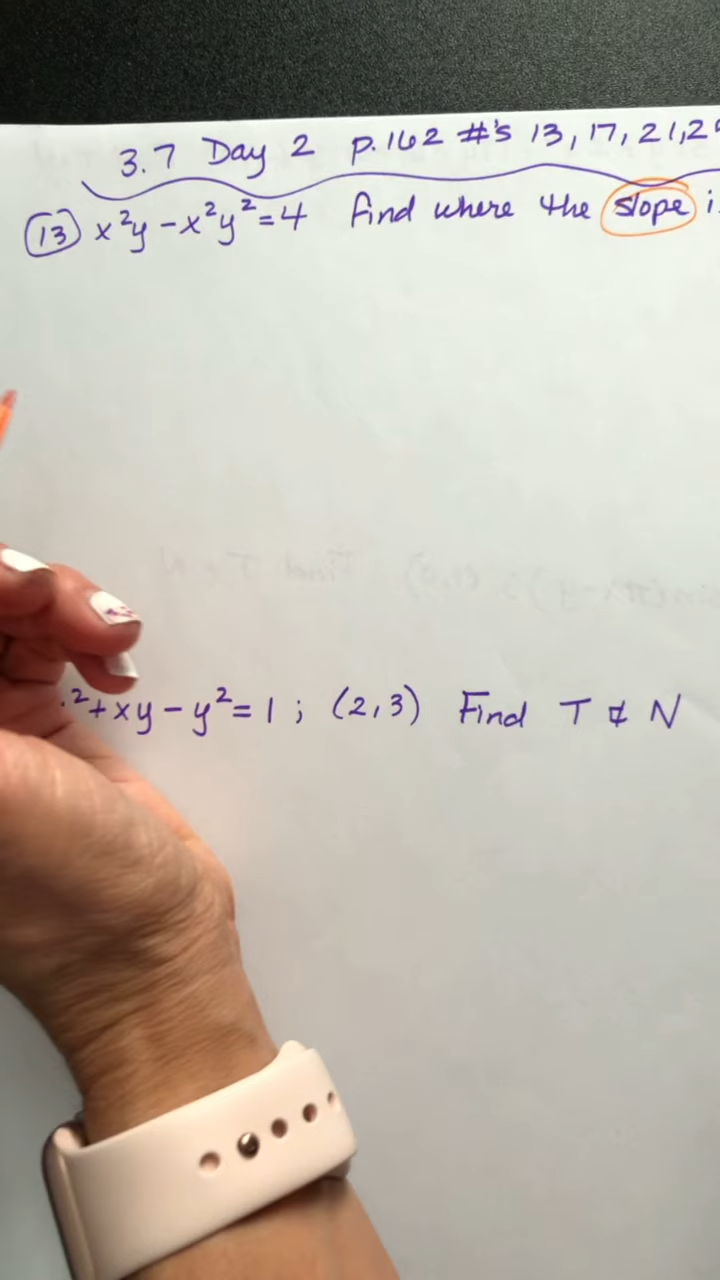 3.7 Day 2 p.162 #'s 13, 17, 21, 2
13 x²y - x²y² = 4 find where the slope i
²+xy - y² = 1 ; (2,3) Find T & N